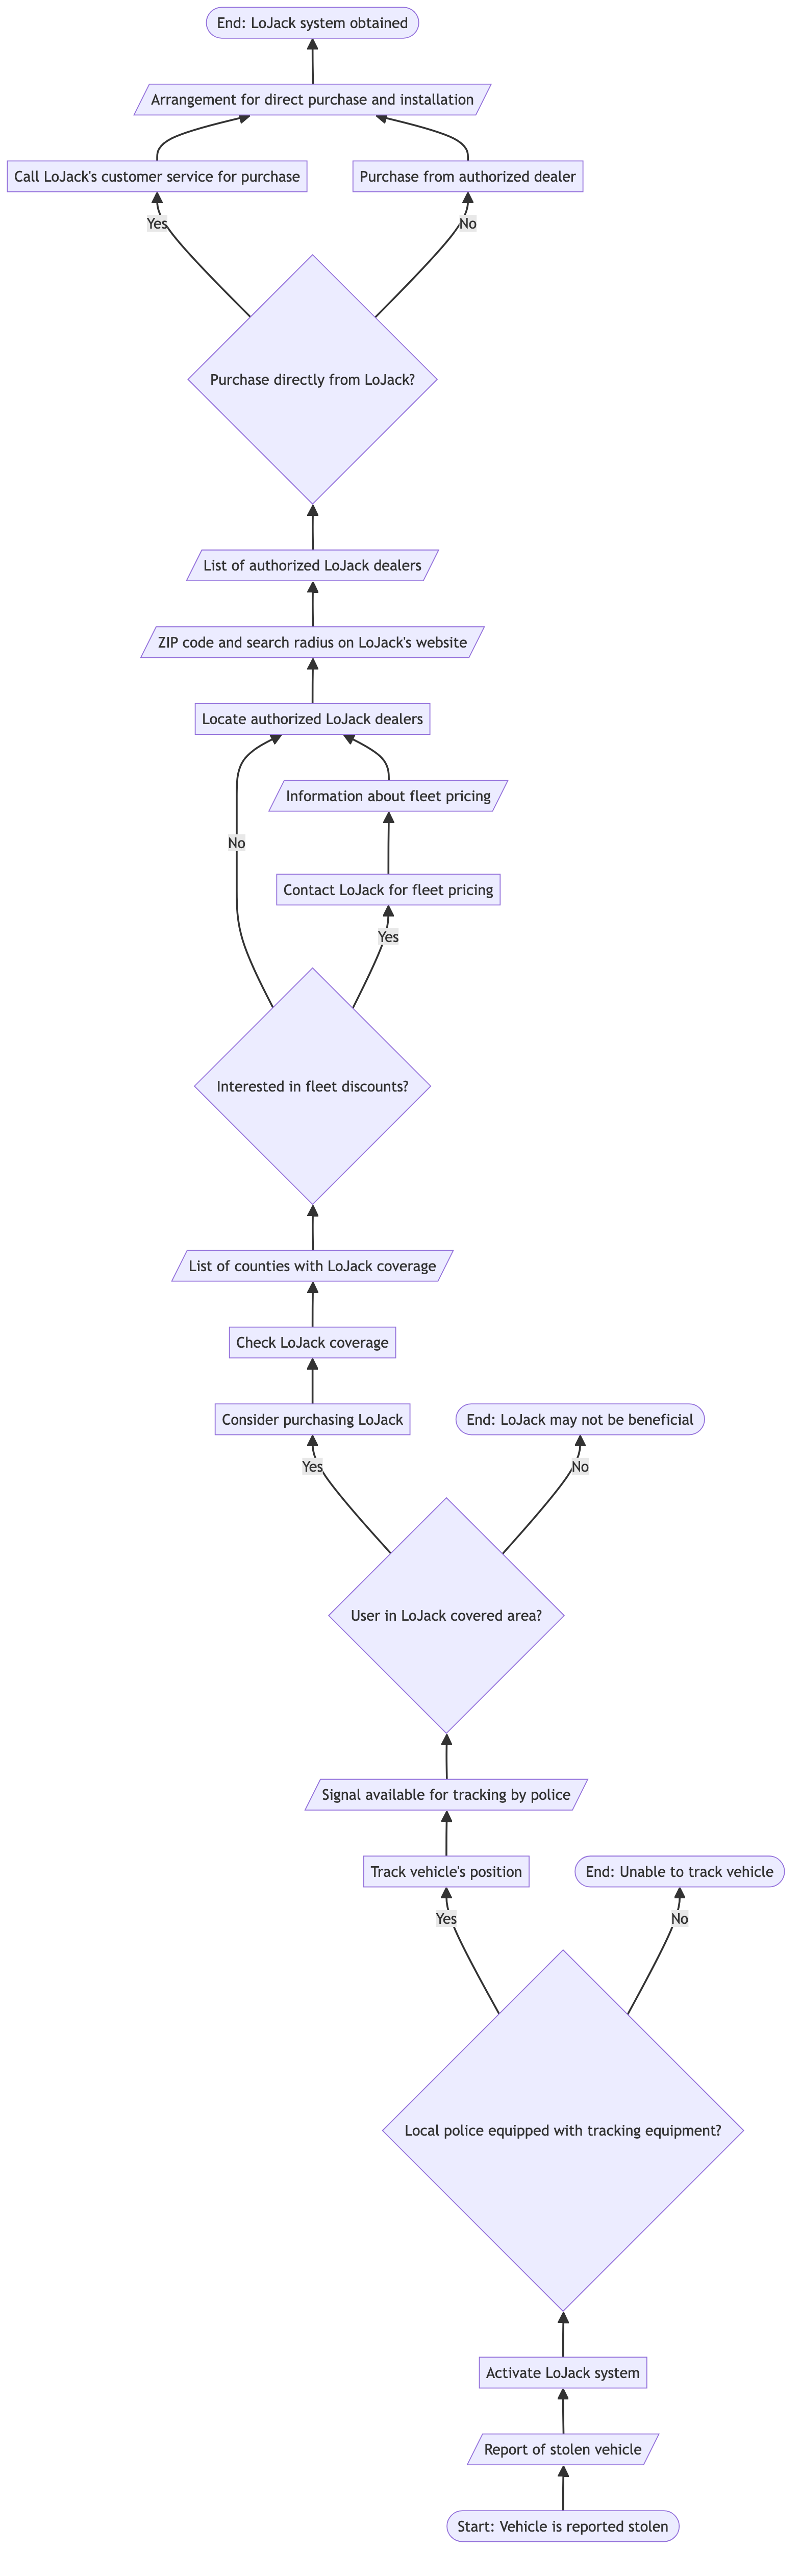 End: LoJack system obtained
Arrangement for direct purchase and installation
Call LoJack's customer service for purchase
Purchase from authorized dealer
Yes
No
Purchase directly from LoJack?
List of authorized LoJack dealers
ZIP code and search radius on LoJack's website
Locate authorized LoJack dealers
Information about fleet pricing
No
Contact LoJack for fleet pricing
Yes
Interested in fleet discounts?
List of counties with LoJack coverage
Check LoJack coverage
Consider purchasing LoJack
End: LoJack may not be beneficial
Yes
No
User in LoJack covered area?
Signal available for tracking by police
Track vehicle's position
End: Unable to track vehicle
Yes
No
Local police equipped with tracking equipment?
Activate LoJack system
Report of stolen vehicle
Start: Vehicle is reported stolen